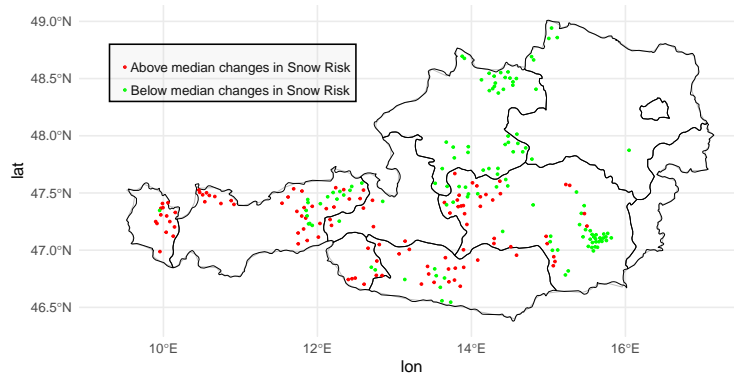 49.0°N
Above median changes in Snow Risk
48.5°N
Below median changes in Snow Risk
48.0°N
lat
47.5°N
47.0°N
46.5°N
10°E 12°E 14°E 16°E
lon